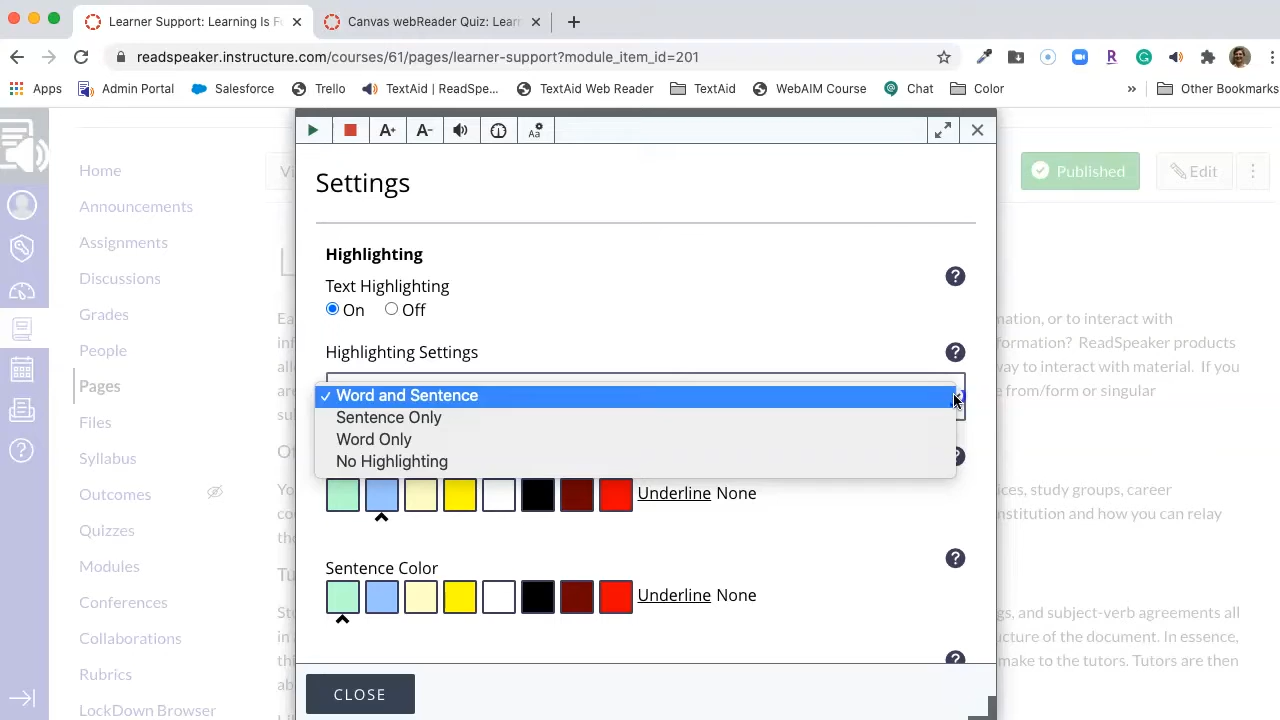 Learner Support: Learning Is F
Canvas webReader Quiz: Lear
readspeaker.instructure.com/courses/61/pages/learner-support?module_item_id=201
Apps Admin Portal Salesforce Trello TextAid | ReadSpe... TextAid Web Reader TextAid WebAIM Course Chat Color » Other Bookmarks
A+ A- Aa
Home
Announcements
Assignments
Discussions
Grades
People
Pages
Files
Syllabus
Outcomes
Quizzes
Modules
Conferences
Collaborations
Rubrics
LockDown Browser
Published
Edit
Settings
Highlighting
Text Highlighting
On Off
Highlighting Settings
✓ Word and Sentence
Sentence Only
Word Only
No Highlighting
Underline None
Sentence Color
Underline None
CLOSE
mation, or to interact with
formation? ReadSpeaker products
way to interact with material. If you
e from/form or singular
ces, study groups, career
nstitution and how you can relay
gs, and subject-verb agreements all
ucture of the document. In essence,
make to the tutors. Tutors are then